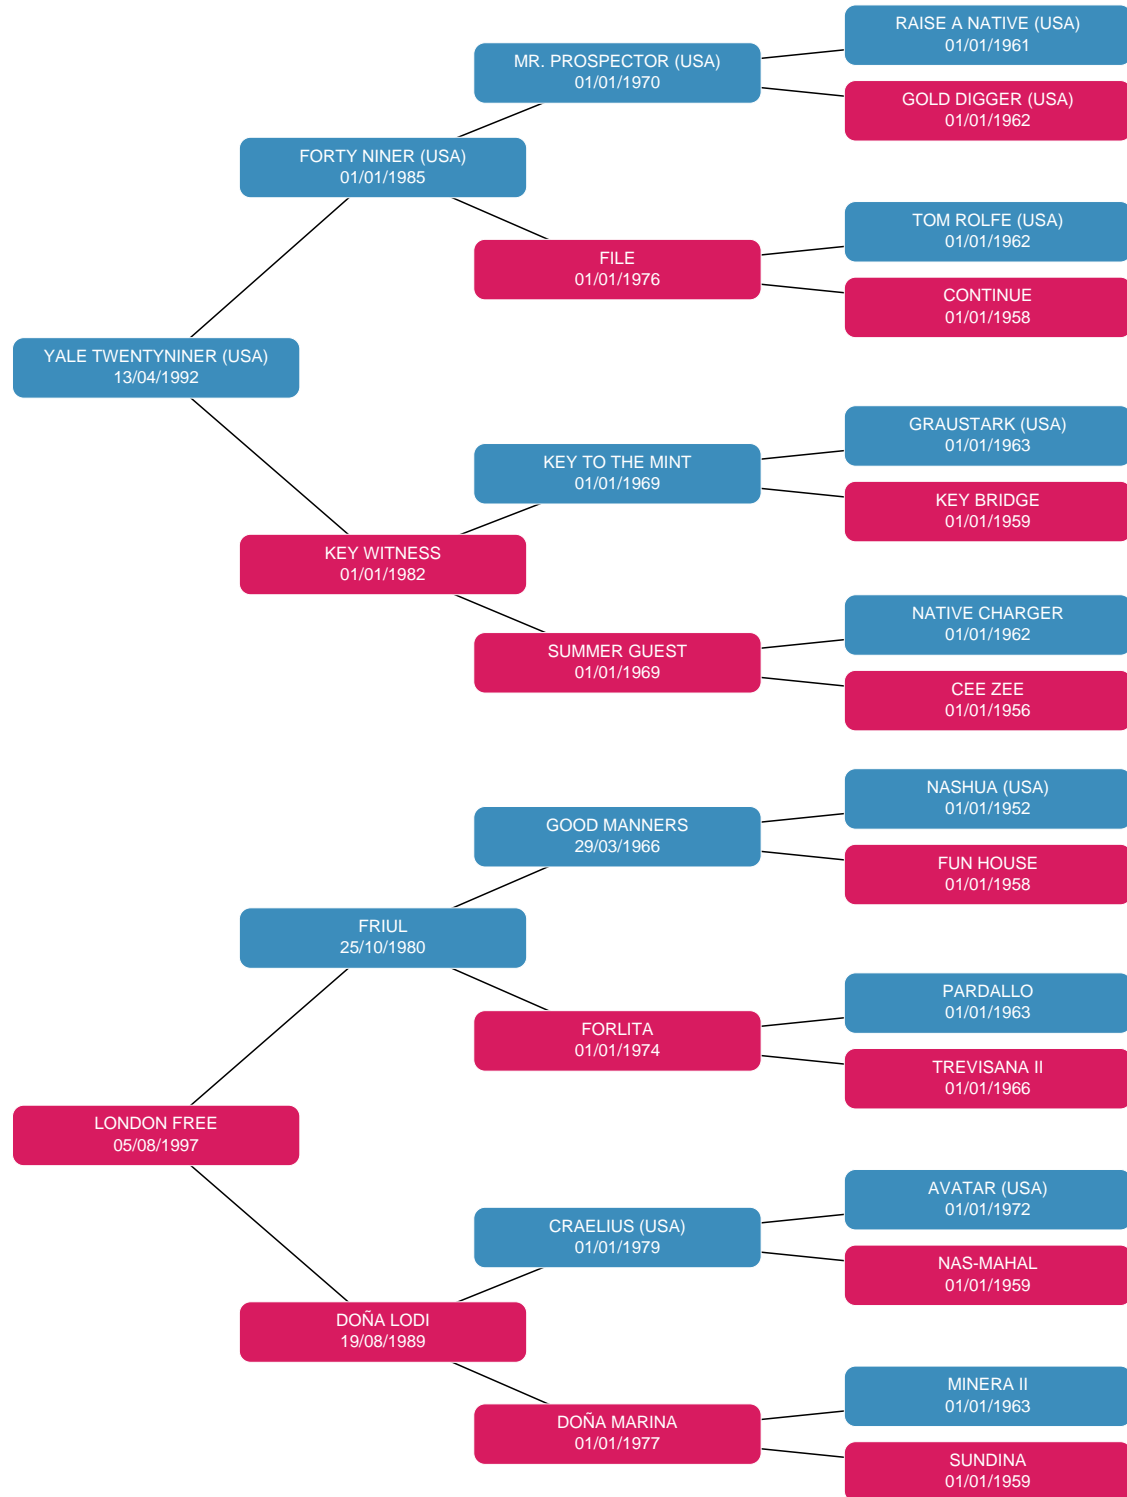 RAISE A NATIVE (USA)
01/01/1961
MR. PROSPECTOR (USA)
01/01/1970
GOLD DIGGER (USA)
01/01/1962
FORTY NINER (USA)
01/01/1985
TOM ROLFE (USA)
01/01/1962
FILE
01/01/1976
CONTINUE
01/01/1958
YALE TWENTYNINER (USA)
13/04/1992
GRAUSTARK (USA)
01/01/1963
KEY TO THE MINT
01/01/1969
KEY BRIDGE
01/01/1959
KEY WITNESS
01/01/1982
NATIVE CHARGER
01/01/1962
SUMMER GUEST
01/01/1969
CEE ZEE
01/01/1956
NASHUA (USA)
01/01/1952
GOOD MANNERS
29/03/1966
FUN HOUSE
01/01/1958
FRIUL
25/10/1980
PARDALLO
01/01/1963
FORLITA
01/01/1974
TREVISANA II
01/01/1966
LONDON FREE
05/08/1997
AVATAR (USA)
01/01/1972
CRAELIUS (USA)
01/01/1979
NAS-MAHAL
01/01/1959
DOÑA LODI
19/08/1989
MINERA II
01/01/1963
DOÑA MARINA
01/01/1977
SUNDINA
01/01/1959